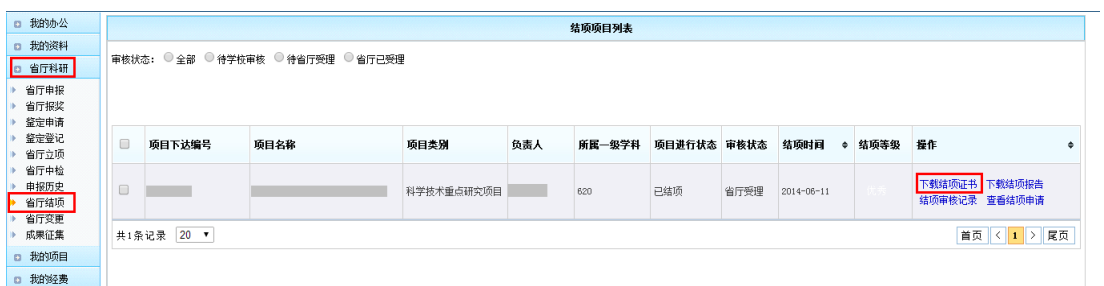 我的办公
我的资料
省厅科研
省厅申报
省厅报奖
鉴定申请
鉴定登记
省厅立项
省厅中检
申报历史
省厅结项
省厅变更
成果征集
我的项目
我的经费
结项项目列表
审核状态： 全部 待学校审核 待省厅受理 省厅已受理
项目下达编号 项目名称 项目类别 负责人 所属一级学科 项目进行状态 审核状态 结项时间 结项等级 操作
科学技术重点研究项目 620 已结项 省厅受理 2014-06-11 下载结项证书 下载结项报告
结项审核记录 查看结项申请
共1条记录 20 首页 < 1 > 尾页